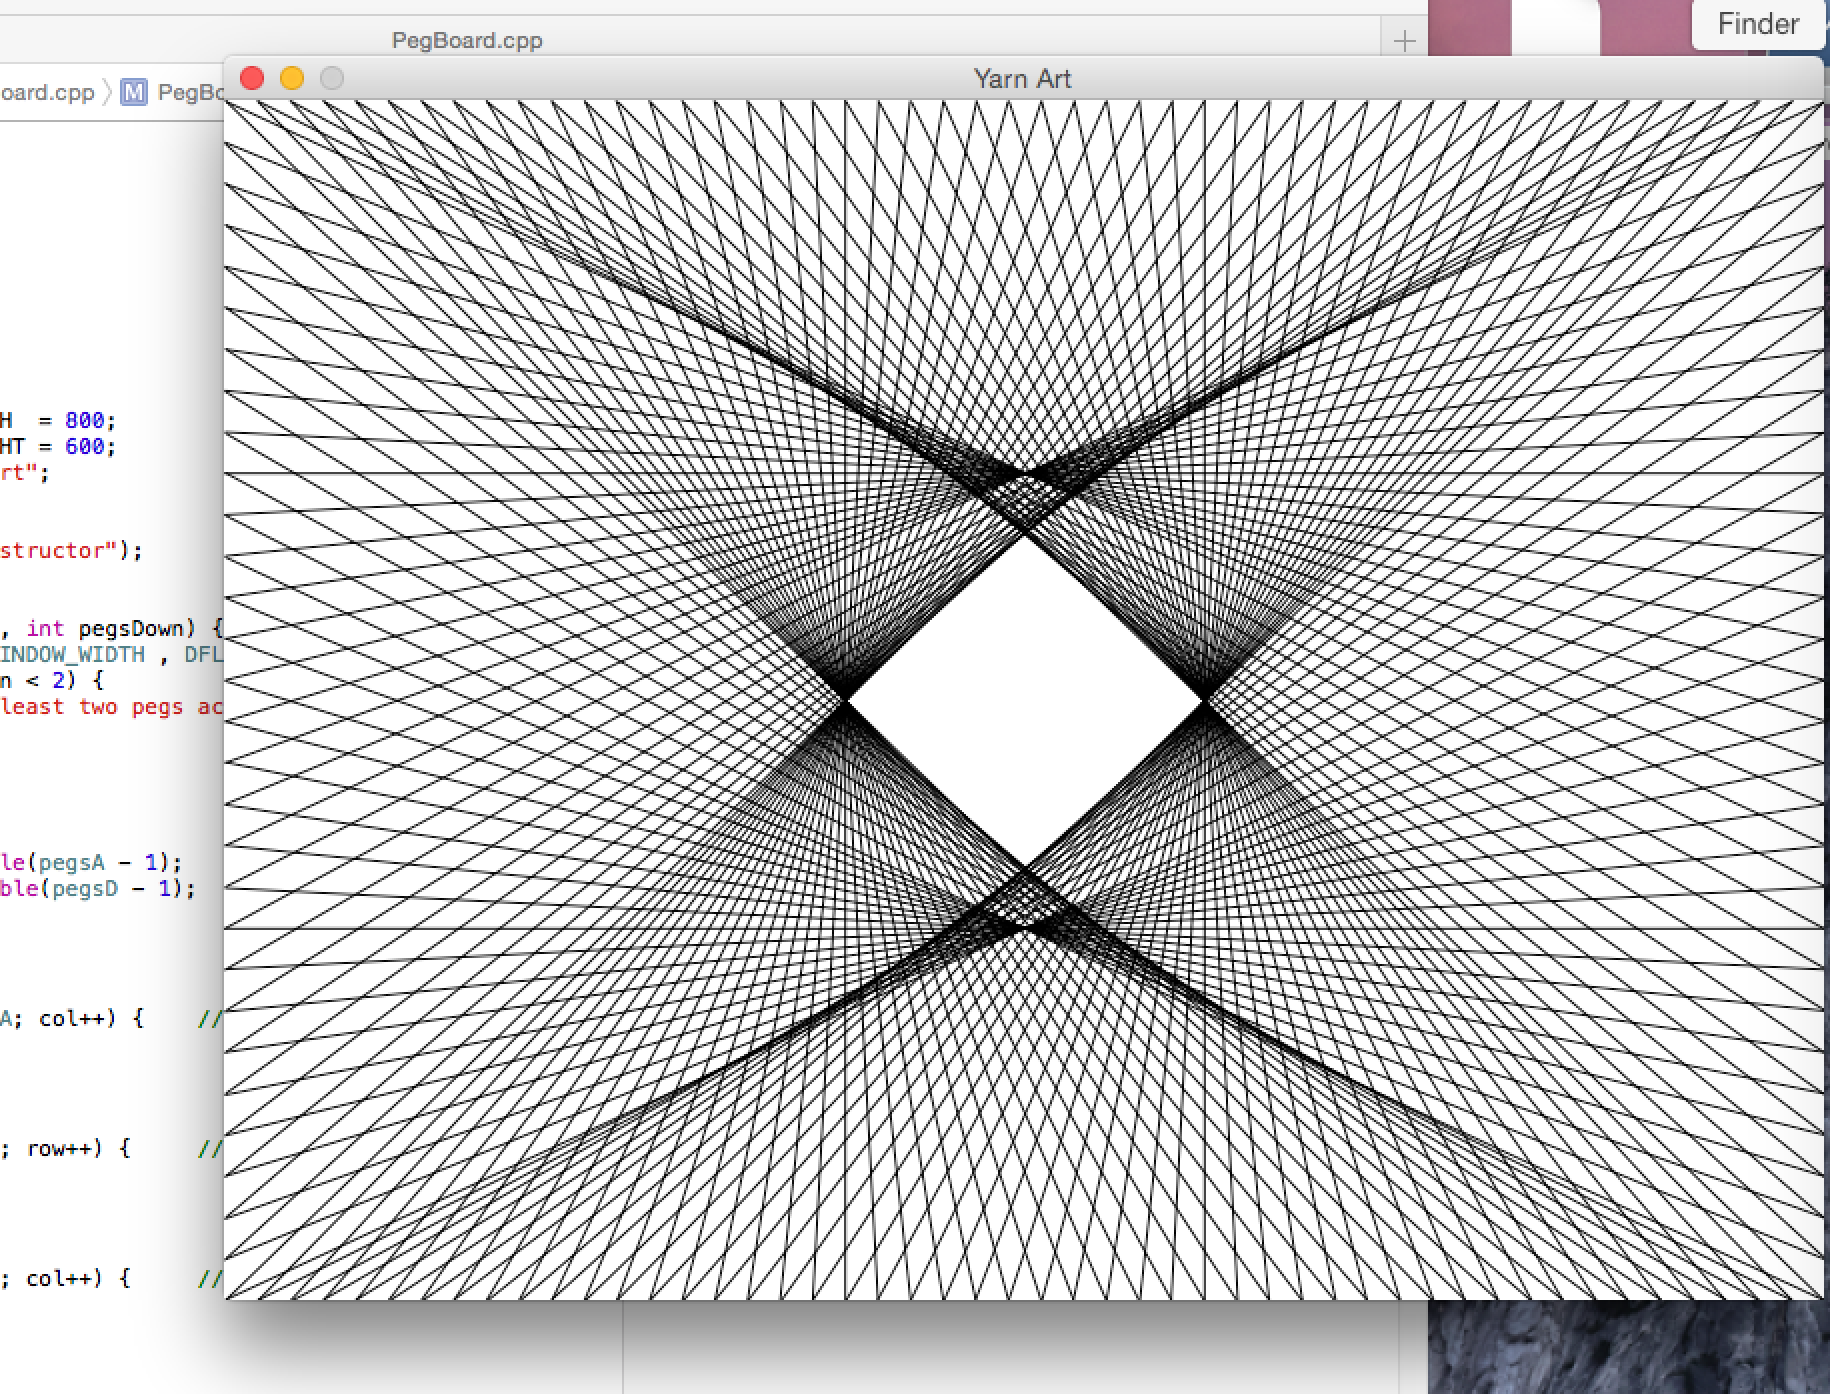 PegBoard.cpp
Finder
oard.cpp
M
PegBo
Yarn Art
H = 800;
HT = 600;
rt";
structor");
, int pegsDown) {
INDOW_WIDTH , DFL
n < 2) {
least two pegs ac
le(pegsA - 1);
ble(pegsD - 1);
A; col++) { //
; row++) { //
; col++) { //